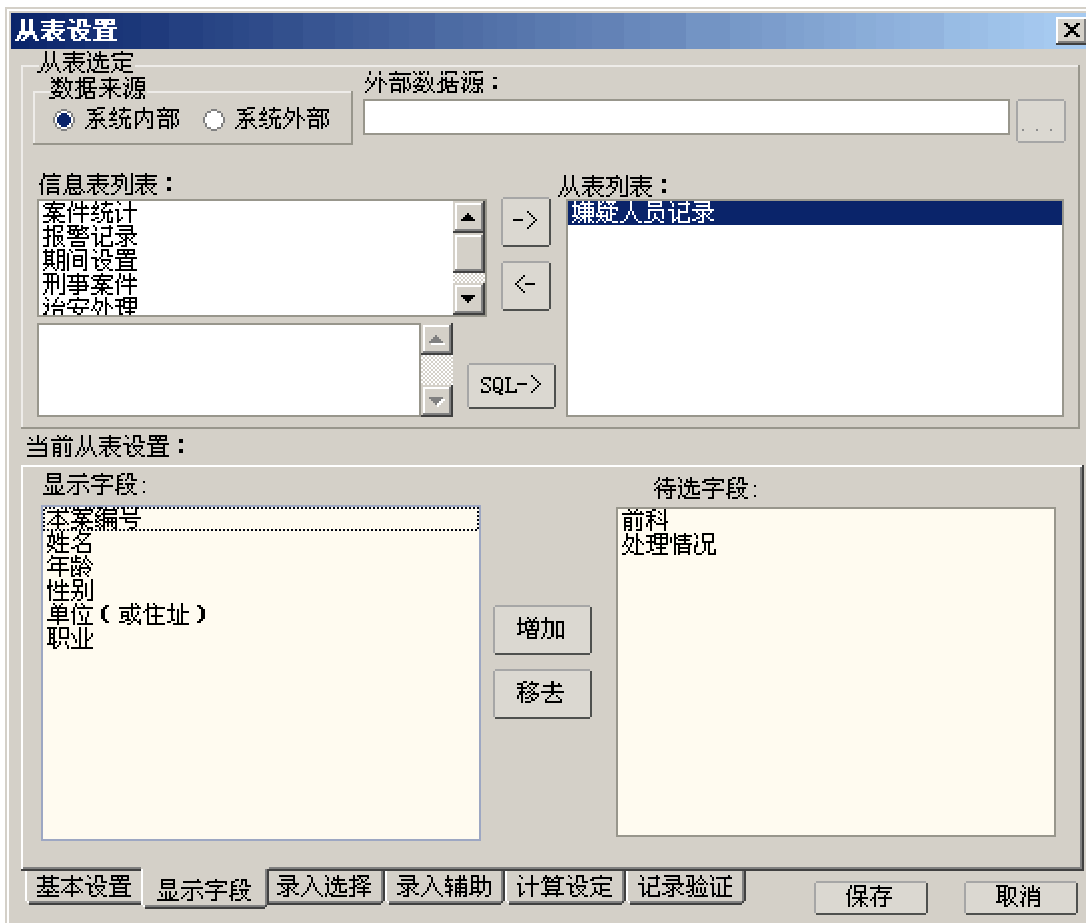 从表设置
从表选定
数据来源
系统内部 系统外部
外部数据源：
...
信息表列表：
案件统计
报警记录
期间设置
刑事案件
治安处理
->
<-
SQL->
从表列表：
嫌疑人员记录
当前从表设置：
显示字段:
本案编号
姓名
年龄
性别
单位（或住址）
职业
增加
移去
待选字段:
前科
处理情况
基本设置 显示字段 录入选择 录入辅助 计算设定 记录验证
保存 取消